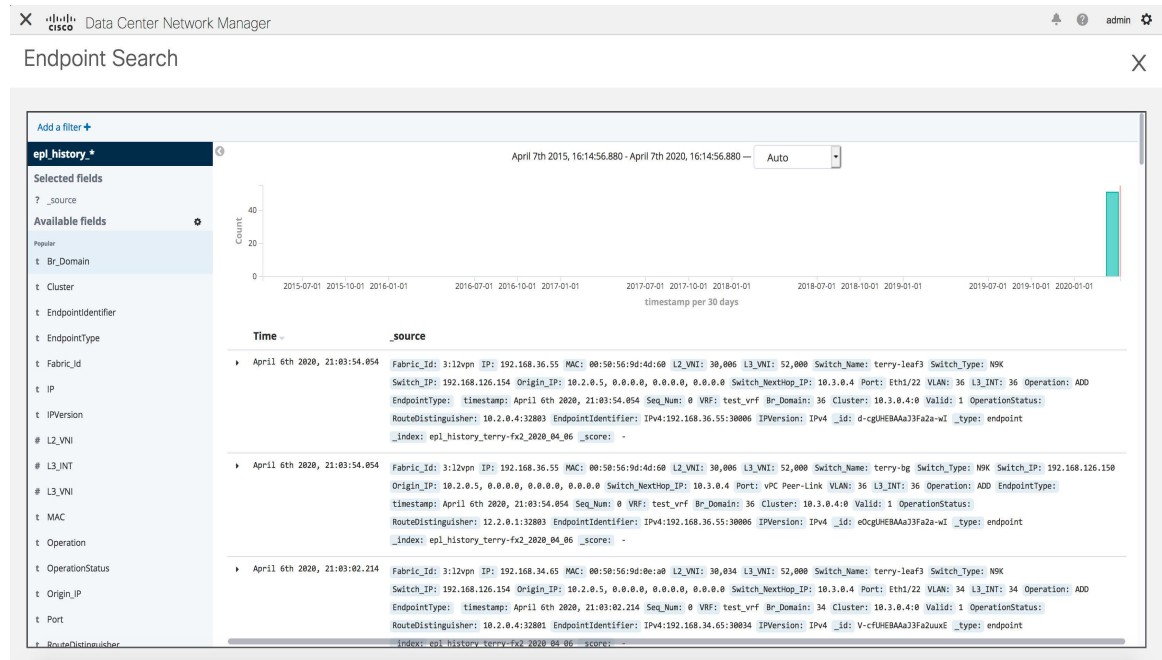 CISCO Data Center Network Manager admin
Endpoint Search X
Add a filter +
epl_history_*
Selected fields
? _source
Available fields
Popular
t Br_Domain
t Cluster
t EndpointIdentifier
t EndpointType
t Fabric_Id
t IP
t IPVersion
# L2_VNI
# L3_INT
# L3_VNI
t MAC
t Operation
t OperationStatus
t Origin_IP
t Port
t RouteDistinguisher
April 7th 2015, 16:14:56.880 - April 7th 2020, 16:14:56.880 — Auto
Count
40
20
0
2015-07-01 2015-10-01 2016-01-01 2016-07-01 2016-10-01 2017-01-01 2017-07-01 2017-10-01 2018-01-01 2018-07-01 2018-10-01 2019-01-01 2019-07-01 2019-10-01 2020-01-01
timestamp per 30 days
Time _source
April 6th 2020, 21:03:54.054 Fabric_Id: 3:l2vpn IP: 192.168.36.55 MAC: 00:50:56:9d:4d:60 L2_VNI: 30,006 L3_VNI: 52,000 Switch_Name: terry-leaf3 Switch_Type: N9K
Switch_IP: 192.168.126.154 Origin_IP: 10.2.0.5, 0.0.0.0, 0.0.0.0, 0.0.0.0 Switch_NextHop_IP: 10.3.0.4 Port: Eth1/22 VLAN: 36 L3_INT: 36 Operation: ADD
EndpointType: timestamp: April 6th 2020, 21:03:54.054 Seq_Num: 0 VRF: test_vrf Br_Domain: 36 Cluster: 10.3.0.4:0 Valid: 1 OperationStatus:
RouteDistinguisher: 10.2.0.4:32803 EndpointIdentifier: IPv4:192.168.36.55:30006 IPVersion: IPv4 _id: d-cgUHEBAAaJ3Fa2a-wI _type: endpoint
_index: epl_history_terry-fx2_2020_04_06 _score: -
April 6th 2020, 21:03:54.054 Fabric_Id: 3:l2vpn IP: 192.168.36.55 MAC: 00:50:56:9d:4d:60 L2_VNI: 30,006 L3_VNI: 52,000 Switch_Name: terry-bg Switch_Type: N9K Switch_IP: 192.168.126.150
Origin_IP: 10.2.0.5, 0.0.0.0, 0.0.0.0, 0.0.0.0 Switch_NextHop_IP: 10.3.0.4 Port: vPC Peer-Link VLAN: 36 L3_INT: 36 Operation: ADD EndpointType:
timestamp: April 6th 2020, 21:03:54.054 Seq_Num: 0 VRF: test_vrf Br_Domain: 36 Cluster: 10.3.0.4:0 Valid: 1 OperationStatus:
RouteDistinguisher: 12.2.0.1:32803 EndpointIdentifier: IPv4:192.168.36.55:30006 IPVersion: IPv4 _id: eOcgUHEBAAaJ3Fa2a-wI _type: endpoint
_index: epl_history_terry-fx2_2020_04_06 _score: -
April 6th 2020, 21:03:02.214 Fabric_Id: 3:l2vpn IP: 192.168.34.65 MAC: 00:50:56:9d:0e:a0 L2_VNI: 30,034 L3_VNI: 52,000 Switch_Name: terry-leaf3 Switch_Type: N9K
Switch_IP: 192.168.126.154 Origin_IP: 10.2.0.5, 0.0.0.0, 0.0.0.0, 0.0.0.0 Switch_NextHop_IP: 10.3.0.4 Port: Eth1/22 VLAN: 34 L3_INT: 34 Operation: ADD
EndpointType: timestamp: April 6th 2020, 21:03:02.214 Seq_Num: 0 VRF: test_vrf Br_Domain: 34 Cluster: 10.3.0.4:0 Valid: 1 OperationStatus:
RouteDistinguisher: 10.2.0.4:32801 EndpointIdentifier: IPv4:192.168.34.65:30034 IPVersion: IPv4 _id: V-cfUHEBAAaJ3Fa2uuxE _type: endpoint
_index: epl_history_terry-fx2_2020_04_06 _score: -